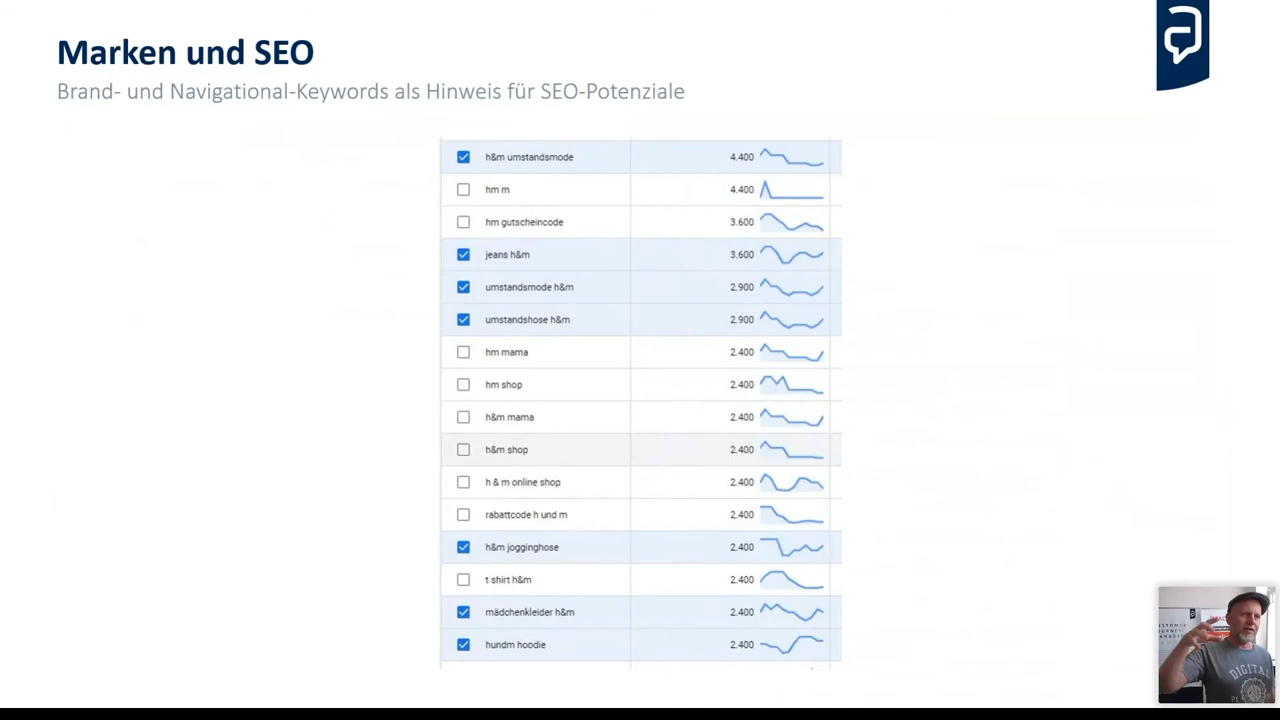 Marken und SEO
Brand- und Navigational-Keywords als Hinweis für SEO-Potenziale
h&m umstandsmode 4.400
hm m 4.400
hm gutscheincode 3.600
jeans h&m 3.600
umstandsmode h&m 2.900
umstandshose h&m 2.900
hm mama 2.400
hm shop 2.400
h&m mama 2.400
h&m shop 2.400
h & m online shop 2.400
rabattcode h und m 2.400
h&m jogginghose 2.400
t shirt h&m 2.400
mädchenkleider h&m 2.400
hundm hoodie 2.400
DIGITAL